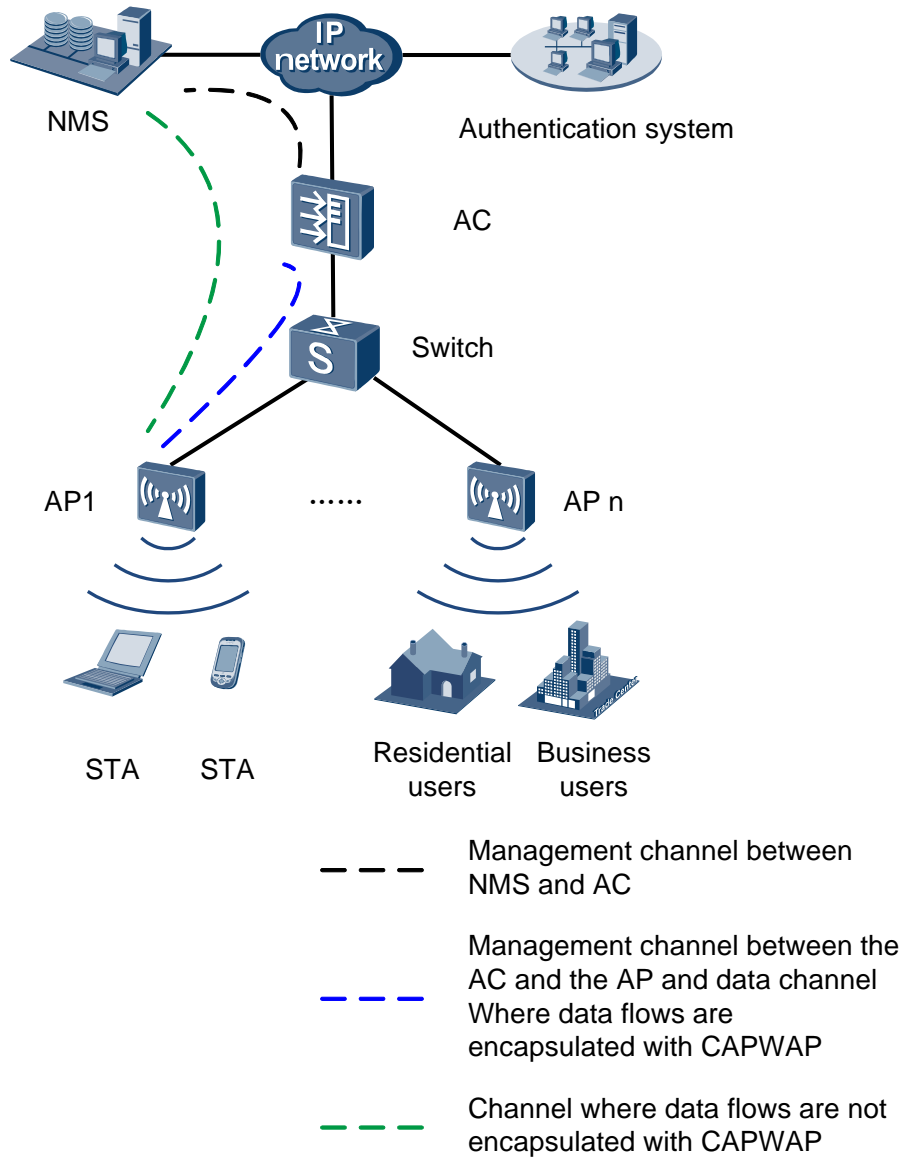 IP
network
NMS
Authentication system
AC
Switch
S
AP1
......
AP n
Trade Center
STA
STA
Residential
users
Business
users
Management channel between
NMS and AC
Management channel between the
AC and the AP and data channel
Where data flows are
encapsulated with CAPWAP
Channel where data flows are not
encapsulated with CAPWAP